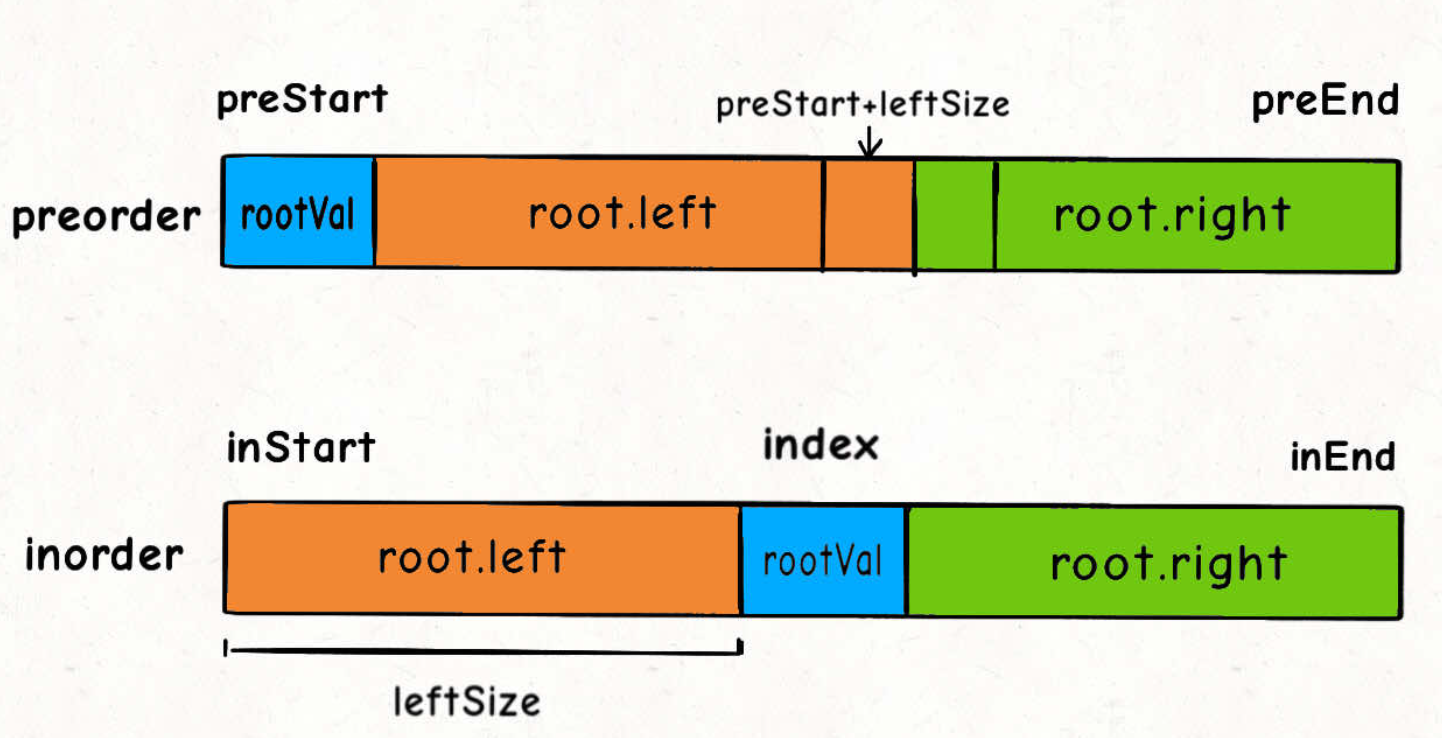 preStart
preStart+leftSize
preEnd
preorder
rootVal
root.left
root.right
inStart
index
inEnd
inorder
root.left
rootVal
root.right
leftSize